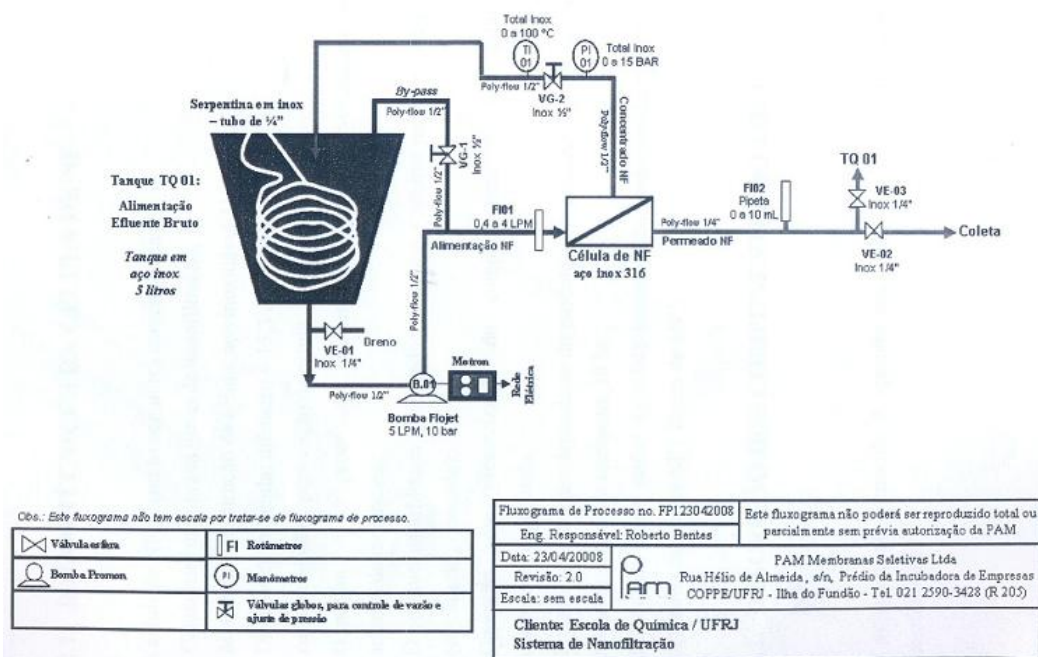 Total Inox
0 a 100 °C
TI
01
PI
01
Total Inox
0 a 15 BAR
Poly-flow 1/2"
VG-2
Inox ½"
Concentrado NF
Poly-flow 1/2"
By-pass
Poly-flow 1/2"
Serpentina em inox
– tubo de ¼"
VG-1
Inox ½"
Poly-flow 1/2"
Tanque TQ 01:
Alimentação
Efluente Bruto
Tanque em
aço inox
5 litros
FI01
0,4 a 4 LPM
Alimentação NF
Célula de NF
aço inox 316
Poly-flow 1/4"
Permeado NF
FI02
Pipeta
0 a 10 mL
TQ 01
VE-03
Inox 1/4"
Coleta
VE-02
Inox 1/4"
Poly-flow 1/2"
VE-01
Inox 1/4"
Dreno
Poly-flow 1/2"
B.01
Motron
Rede
Elétrica
Bomba Flojet
5 LPM, 10 bar
Obs.: Este fluxograma não tem escala por tratar-se de fluxograma de processo.
Válvula esfera
FI Rotâmetros
Bomba Promon
PI Manômetros
Válvulas globos, para controle de vazão e
ajuste de pressão
Fluxograma de Processo no. FP123042008
Este fluxograma não poderá ser reproduzido total ou
parcialmente sem prévia autorização da PAM
Eng. Responsável: Roberto Bentes
Data: 23/04/20008
Revisão: 2.0
Escala: sem escala
PAM
PAM Membranas Seletivas Ltda
Rua Hélio de Almeida, s/n, Prédio da Incubadora de Empresas
COPPE/UFRJ - Ilha do Fundão - Tel. 021 2590-3428 (R 205)
Cliente: Escola de Química / UFRJ
Sistema de Nanofiltração